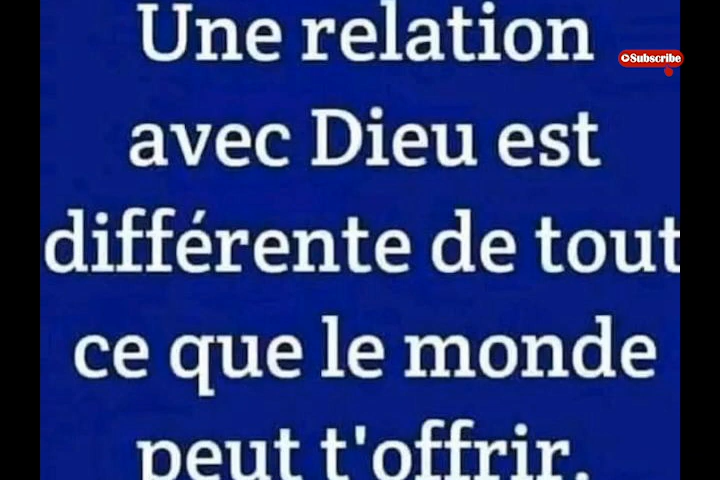 Une relation
Subscribe
avec Dieu est
différente de tout
ce que le monde
peut t'offrir.